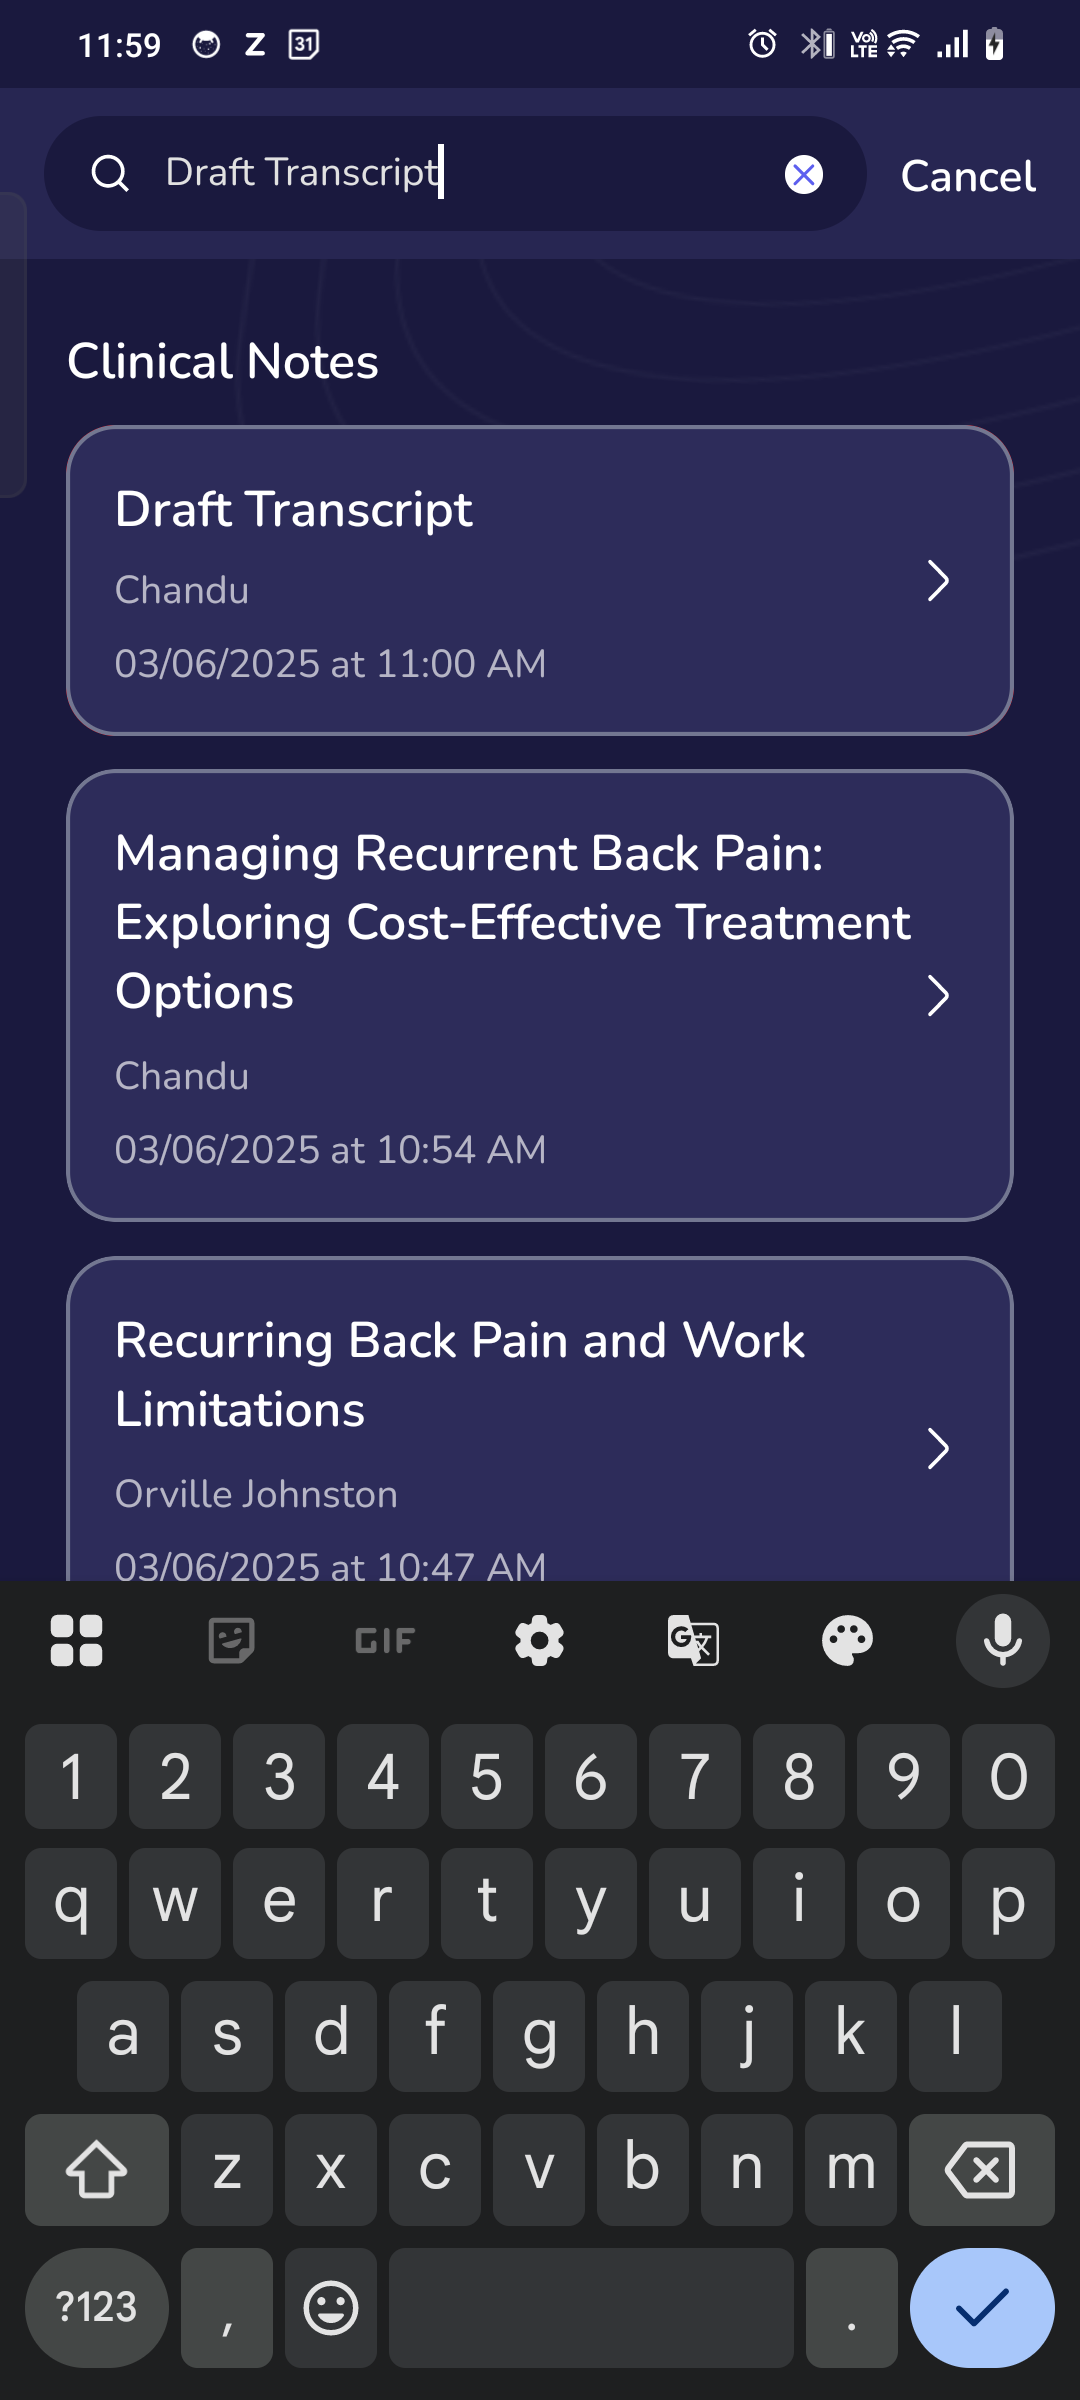 11:59 Z 31 Vo) LTE
Draft Transcript Cancel
Clinical Notes
Draft Transcript
Chandu
03/06/2025 at 11:00 AM
Managing Recurrent Back Pain:
Exploring Cost-Effective Treatment
Options
Chandu
03/06/2025 at 10:54 AM
Recurring Back Pain and Work
Limitations
Orville Johnston
03/06/2025 at 10:47 AM
GIF G 文
1 2 3 4 5 6 7 8 9 0
q w e r t y u i o p
a s d f g h j k l
z x c v b n m
?123 , .